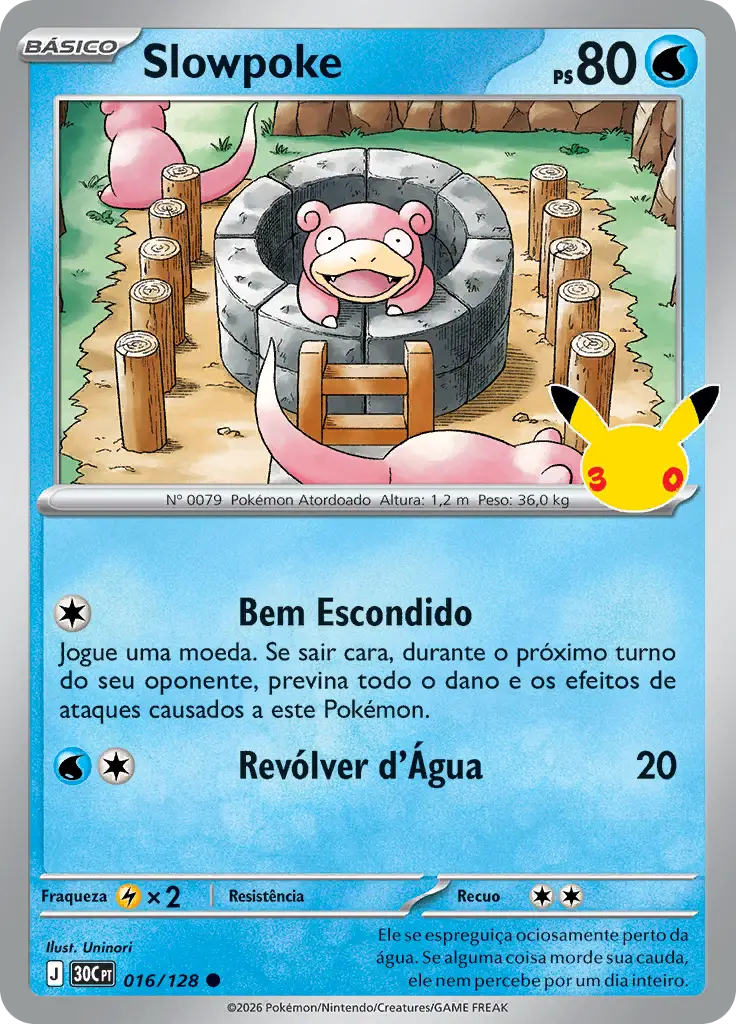 BÁSICO
Slowpoke
PS 80
30
Nº 0079 Pokémon Atordoado Altura: 1,2 m Peso: 36,0 kg
Bem Escondido
Jogue uma moeda. Se sair cara, durante o próximo turno
do seu oponente, previna todo o dano e os efeitos de
ataques causados a este Pokémon.
Revólver d’Água 20
Fraqueza ×2 Resistência Recuo
Ilust. Uninori
J 30C PT 016/128
Ele se espreguiça ociosamente perto da
água. Se alguma coisa morde sua cauda,
ele nem percebe por um dia inteiro.
©2026 Pokémon/Nintendo/Creatures/GAME FREAK